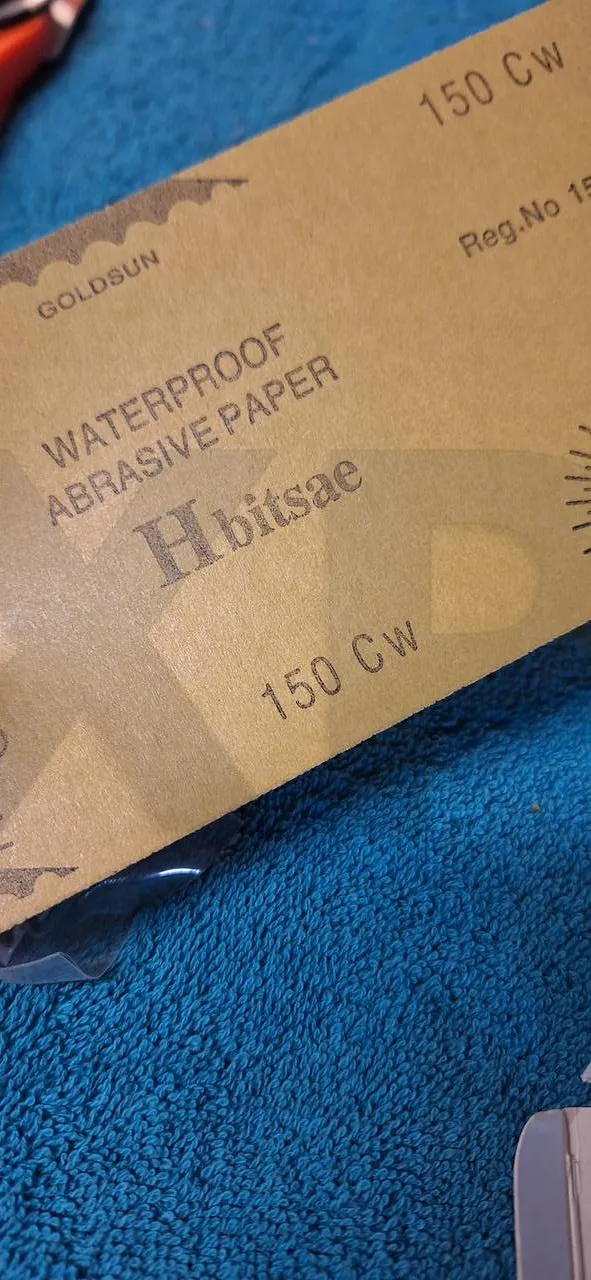 150 Cw
Reg.No 15
GOLDSUN
WATERPROOF
ABRASIVE PAPER
Hbitsae
150 Cw